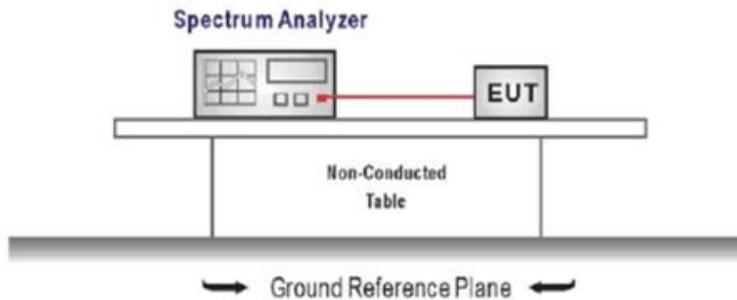 Spectrum Analyzer
EUT
Non-Conducted
Table
Ground Reference Plane